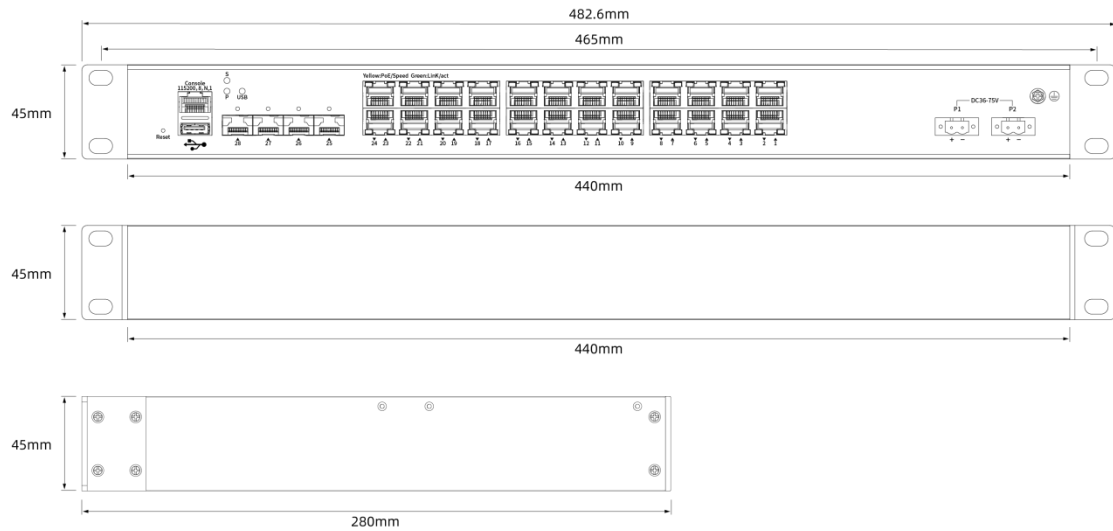 482.6mm
465mm
45mm
Console
115200,8,N,1
S
P USB
Reset
Yellow:PoE/Speed Green:LinK/act
28 27 26 25
24 23 22 21 20 19 18 17 16 15 14 13 12 11 10 9 8 7 6 5 4 3 2 1
DC36-75V
P1 P2
+ − + −
440mm
45mm
440mm
45mm
280mm